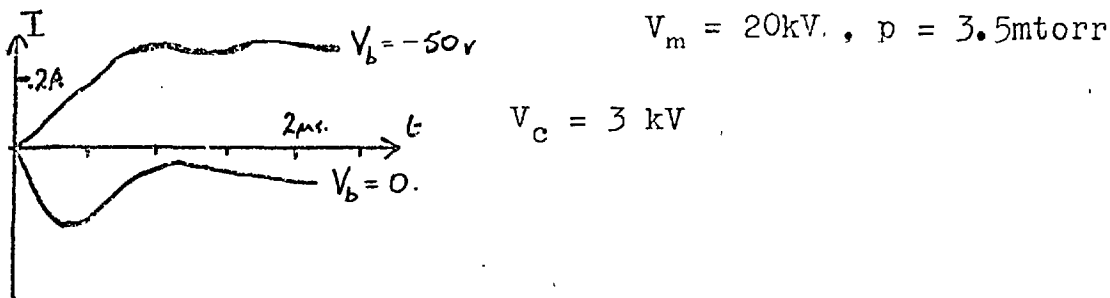 I
V_m = 20kV. , p = 3.5mtorr
V_b = -50v
.2A
2μs.
t
V_c = 3 kV
V_b = 0.